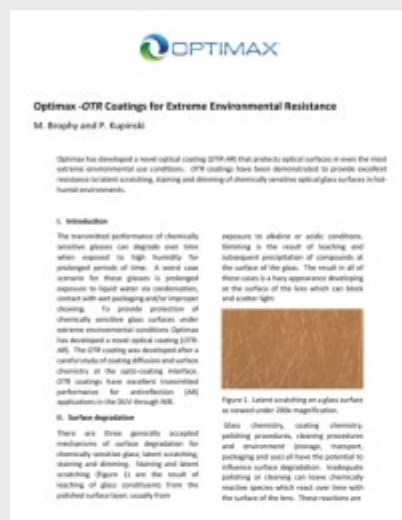 OPTIMAX
Optimax -OTR Coatings for Extreme Environmental Resistance
M. Brophy and P. Kupinski
Optimax has developed a novel optical coating (OTR-AR) that protects optical surfaces in even the most
extreme environmental use conditions. OTR coatings have been demonstrated to provide excellent
resistance to latent scratching, staining and dimming of chemically sensitive optical glass surfaces in hot-
humid environments.
I. Introduction
The transmitted performance of chemically
sensitive glasses can degrade over time
when exposed to high humidity for
prolonged periods of time. A worst case
scenario for these glasses is prolonged
exposure to liquid water via condensation,
contact with wet packaging and/or improper
cleaning. To provide protection of
chemically sensitive glass surfaces under
extreme environmental conditions Optimax
has developed a novel optical coating (OTR-
AR). The OTR coating was developed after a
careful study of coating diffusion and surface
chemistry at the optic-coating interface.
OTR coatings have excellent transmitted
performance for antireflection (AR)
applications in the DUV through NIR.
II. Surface degradation
There are three generally accepted
mechanisms of surface degradation for
chemically sensitive glass, latent scratching,
staining and dimming. Staining and latent
scratching (Figure 1) are the result of
leaching of glass constituents from the
polished surface layer, usually from
exposure to alkaline or acidic conditions.
Dimming is the result of leaching and
subsequent precipitation of compounds at
the surface of the glass. The result in all of
these cases is a hazy appearance developing
at the surface of the lens which can block
and scatter light.
Figure 1. Latent scratching on a glass surface
as viewed under 200x magnification.
Glass chemistry, coating chemistry,
polishing procedures, cleaning procedures
and environment (storage, transport,
packaging and use) all have the potential to
influence surface degradation. Inadequate
polishing or cleaning can leave chemically
reactive species which react over time with
the surface of the lens. These reactions are